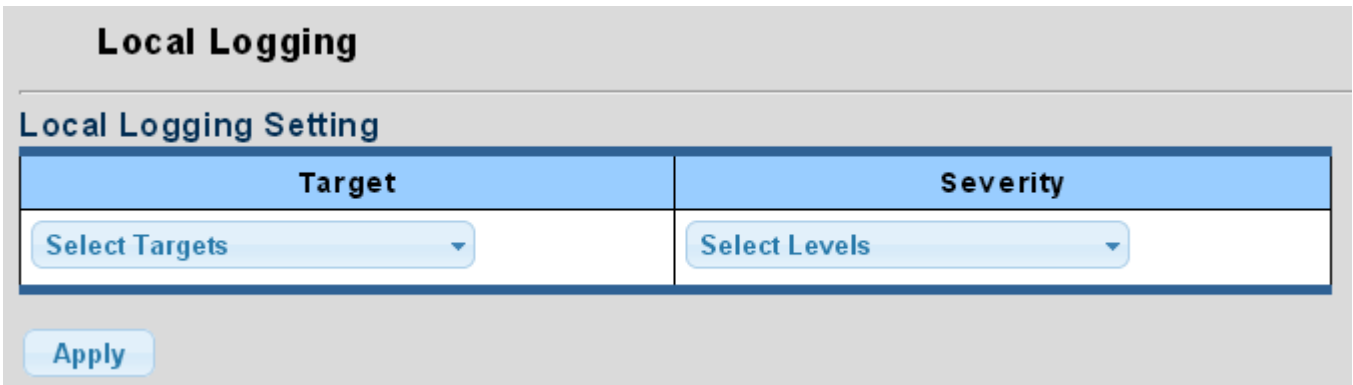 Local Logging
Local Logging Setting
Target Severity
Select Targets Select Levels
Apply